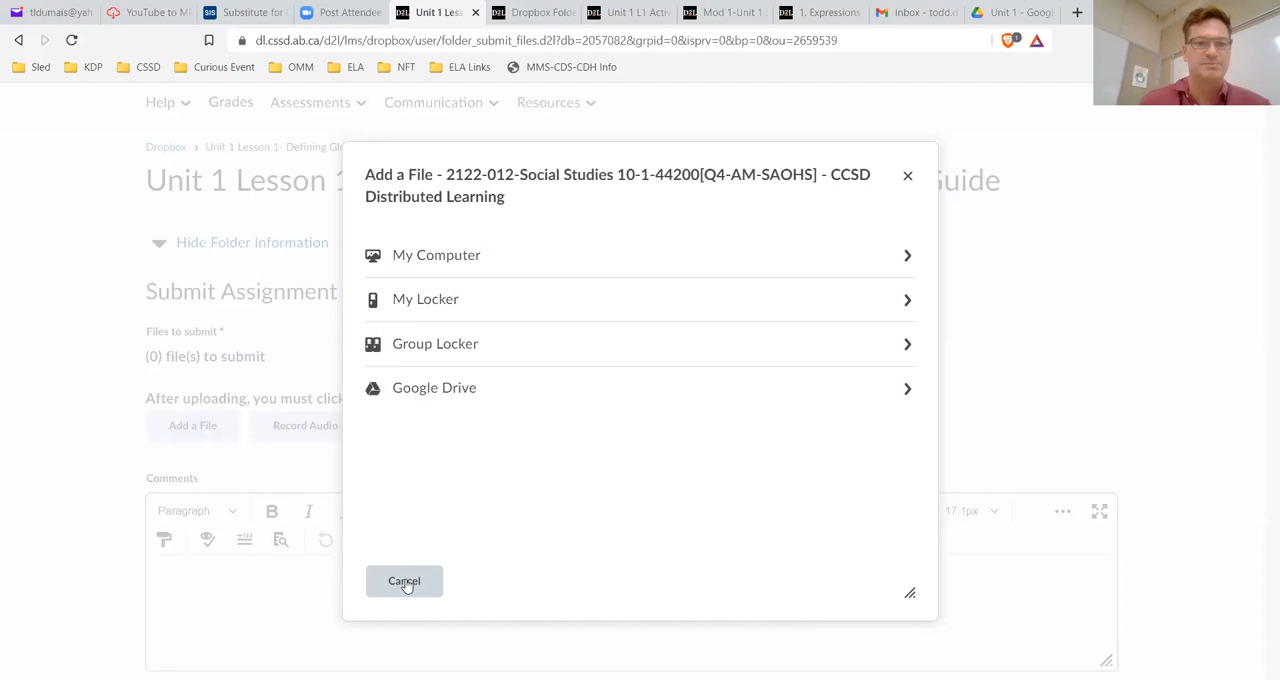 tldumais@yah
YouTube to M
Substitute for
Post Attendee
Unit 1 Less
Dropbox Folde
Unit 1 L1 Activ
Mod 1-Unit 1
1. Expressions
Inbox - todd.d
Unit 1 - Googl
dl.cssd.ab.ca/d2l/lms/dropbox/user/folder_submit_files.d2l?db=2057082&grpid=0&isprv=0&bp=0&ou=2659539
Sled
KDP
CSSD
Curious Event
OMM
ELA
NFT
ELA Links
MMS-CDS-CDH Info
Help
Grades
Assessments
Communication
Resources
Dropbox › Unit 1 Lesson 1- Defining Gl
Unit 1 Lesson 1
Guide
Hide Folder Information
Submit Assignment
Files to submit *
(0) file(s) to submit
After uploading, you must click
Add a File
Record Audio
Comments
Paragraph
B
I
17.1px
Add a File - 2122-012-Social Studies 10-1-44200[Q4-AM-SAOHS] - CCSD
Distributed Learning
My Computer
My Locker
Group Locker
Google Drive
Cancel